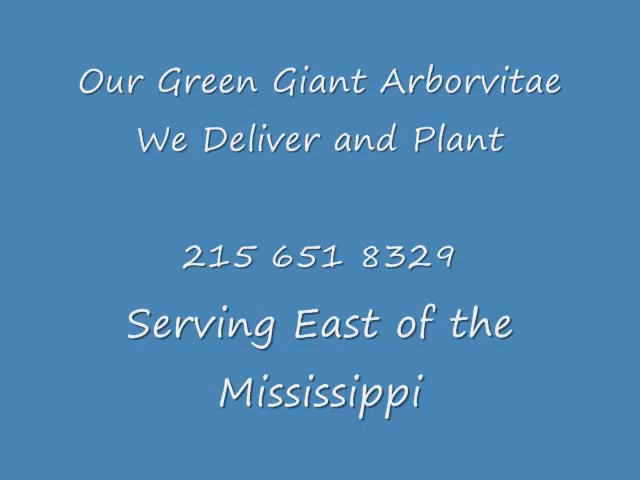 Our Green Giant Arborvitae
We Deliver and Plant
215 651 8329
Serving East of the
Mississippi